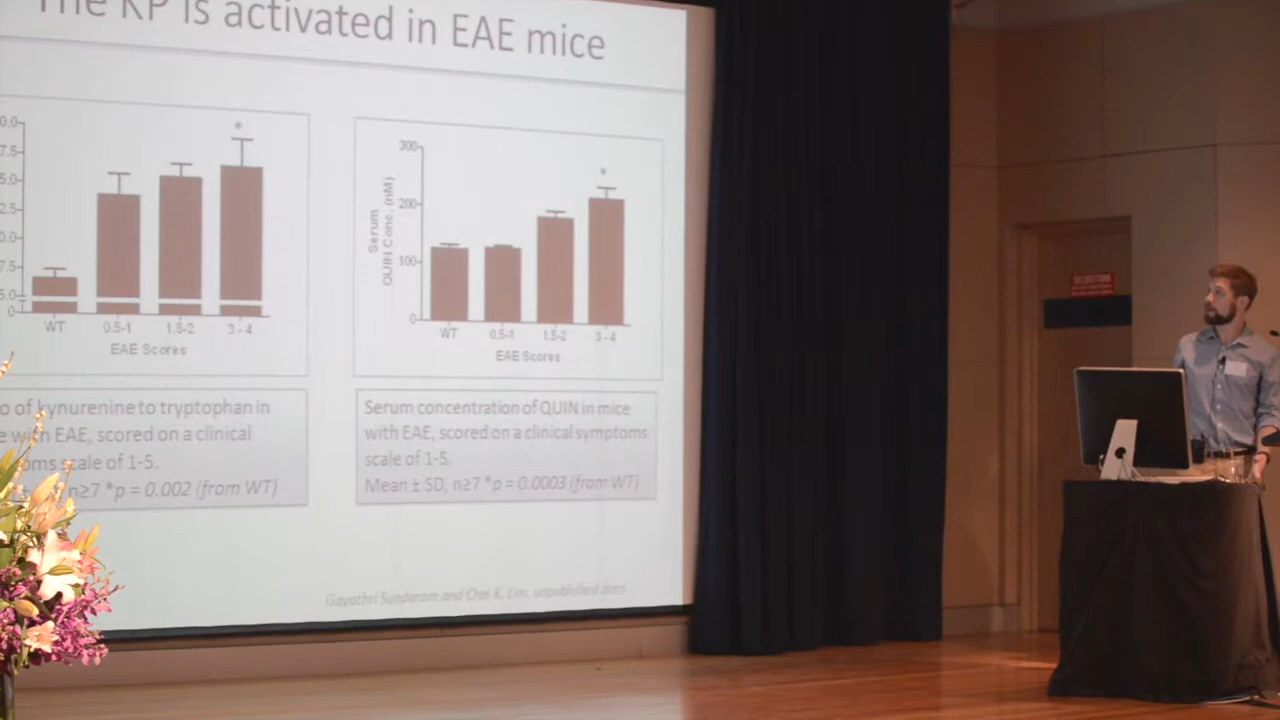 The KP is activated in EAE mice
0.0
7.5
5.0
2.5
0.0
7.5
5.0
0
WT 0.5-1 1.5-2 3 - 4
EAE Scores
*
o of kynurenine to tryptophan in
e with EAE, scored on a clinical
oms scale of 1-5.
n≥7 *p = 0.002 (from WT)
Serum
QUIN Conc. (nM)
300
200
100
0
WT 0.5-1 1.5-2 3 - 4
EAE Scores
*
Serum concentration of QUIN in mice
with EAE, scored on a clinical symptoms
scale of 1-5.
Mean ± SD, n≥7 *p = 0.0003 (from WT)
Gayathri Sundaram and Chai K. Lim, unpublished data